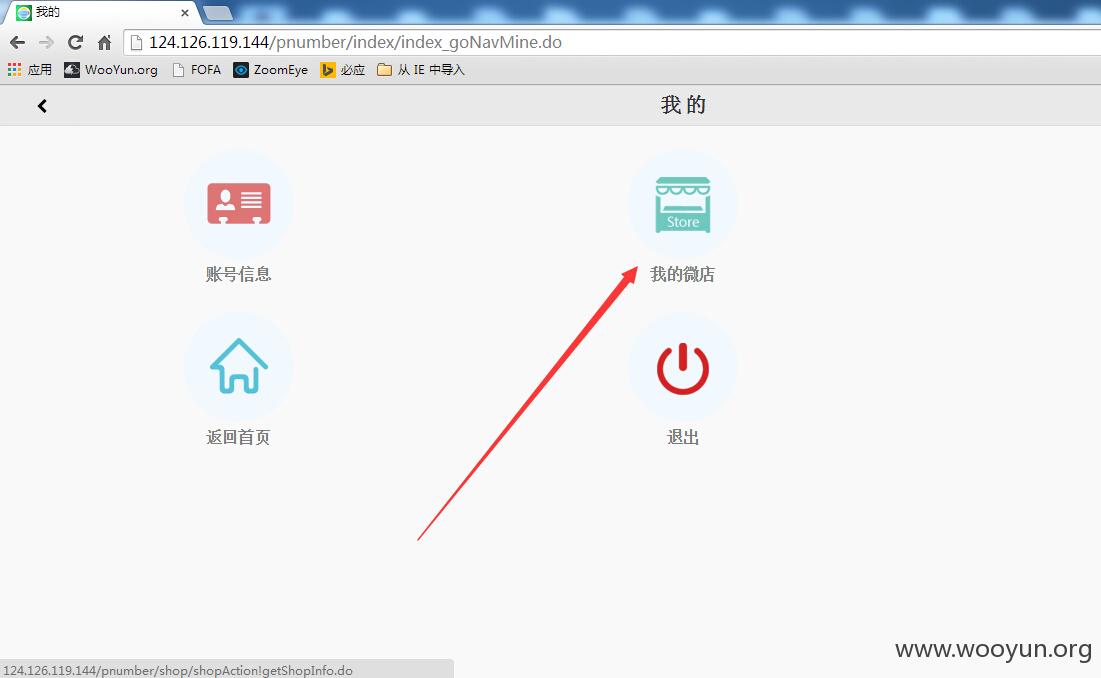 我的
124.126.119.144/pnumber/index/index_goNavMine.do
应用 WooYun.org FOFA ZoomEye 必应 从 IE 中导入
我 的
Store
账号信息 我的微店
返回首页 退出
www.wooyun.org
124.126.119.144/pnumber/shop/shopAction!getShopInfo.do